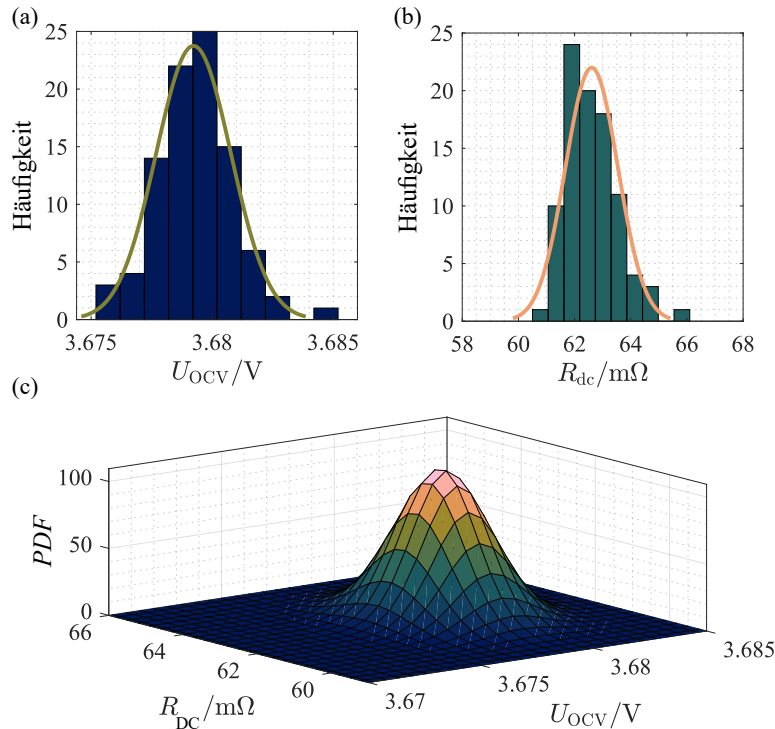 (a)
25
20
15
10
5
0
Häufigkeit
3.675 3.68 3.685
U_OCV/V
(b)
25
20
15
10
5
0
Häufigkeit
58 60 62 64 66 68
R_dc/mΩ
(c)
100
50
0
PDF
66 64 62 60
R_DC/mΩ
3.67 3.675 3.68 3.685
U_OCV/V